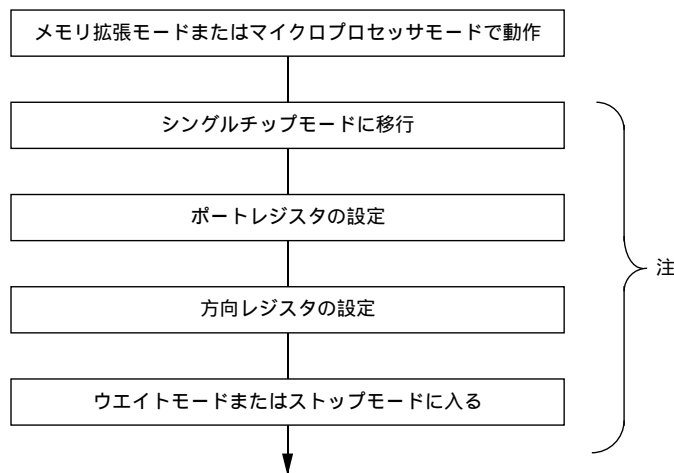 メモリ拡張モードまたはマイクロプロセッサモードで動作
シングルチップモードに移行
ポートレジスタの設定
方向レジスタの設定
注
ウエイトモードまたはストップモードに入る